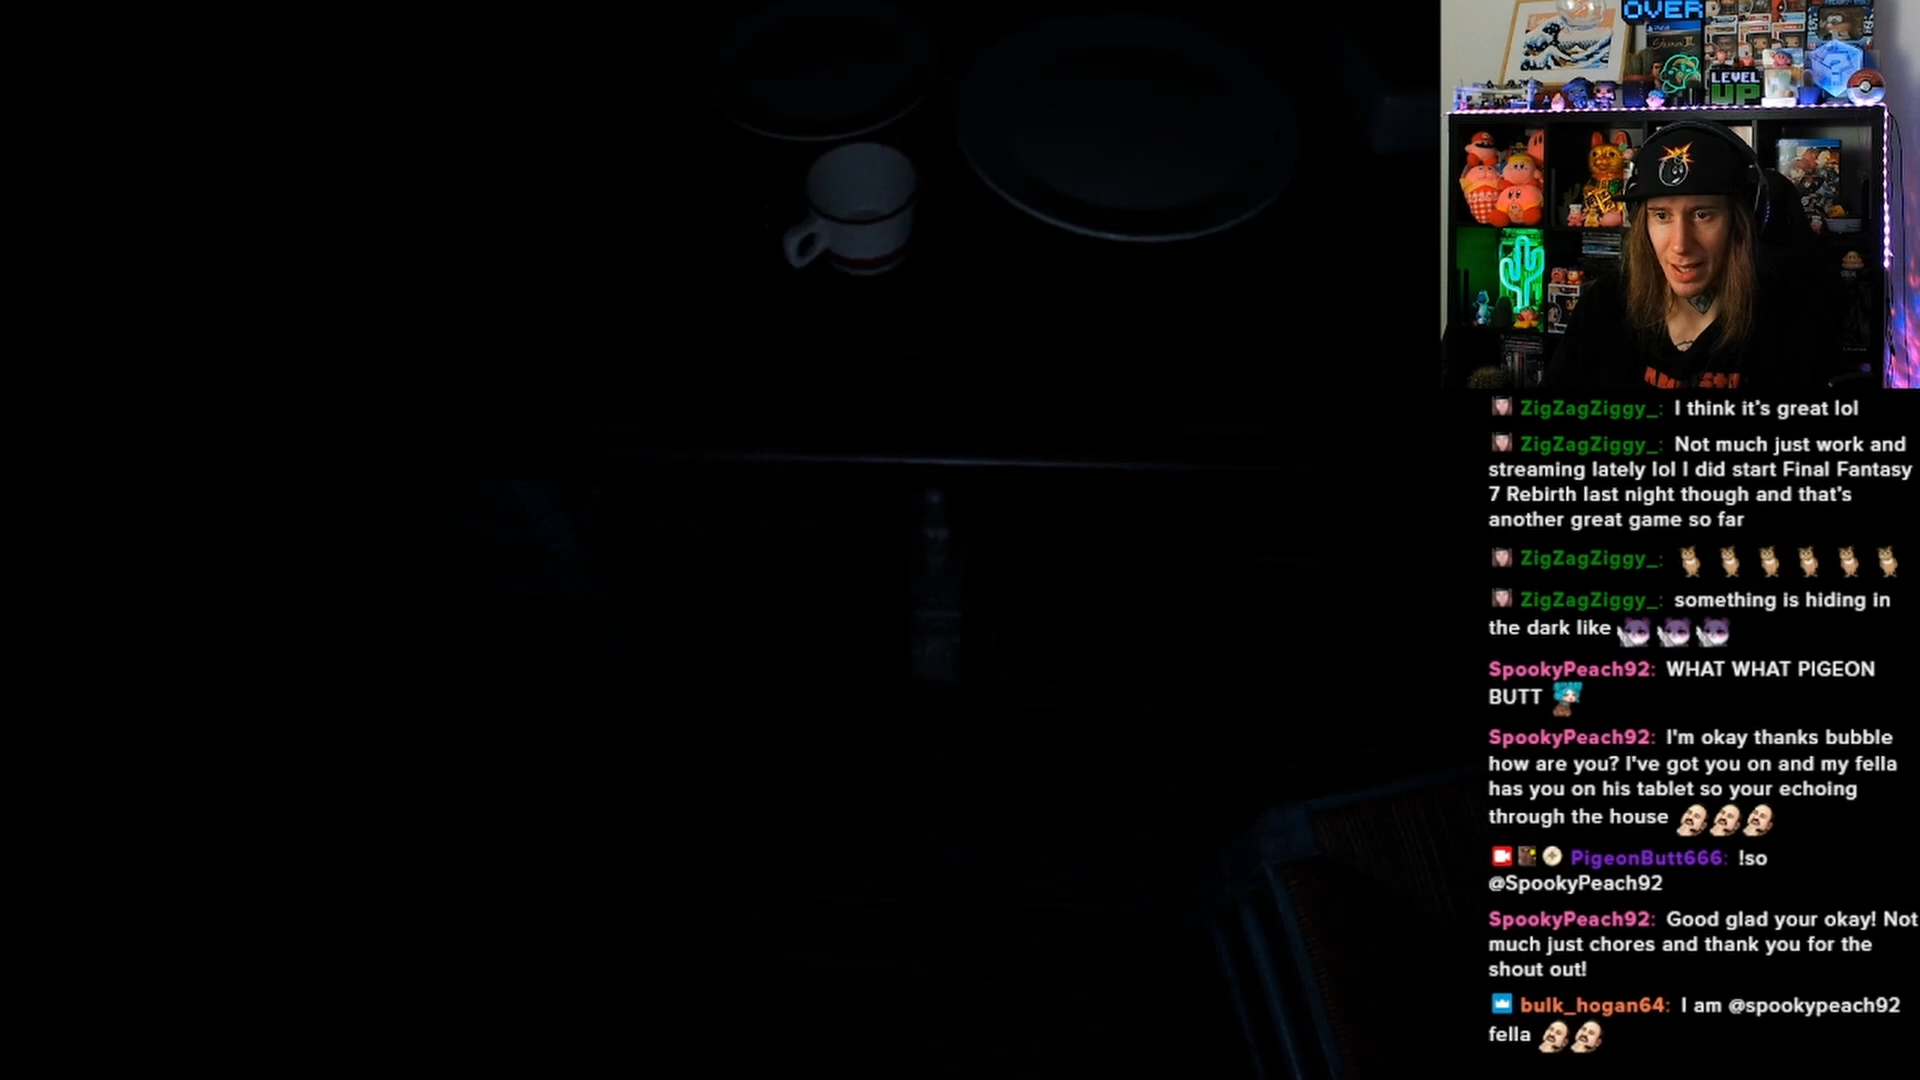 OVER
LEVEL
UP
ZigZagZiggy_: I think it's great lol
ZigZagZiggy_: Not much just work and
streaming lately lol I did start Final Fantasy
7 Rebirth last night though and that's
another great game so far
ZigZagZiggy_:
ZigZagZiggy_: something is hiding in
the dark like
SpookyPeach92: WHAT WHAT PIGEON
BUTT
SpookyPeach92: I'm okay thanks bubble
how are you? I've got you on and my fella
has you on his tablet so your echoing
through the house
PigeonButt666: !so
@SpookyPeach92
SpookyPeach92: Good glad your okay! Not
much just chores and thank you for the
shout out!
bulk_hogan64: I am @spookypeach92
fella